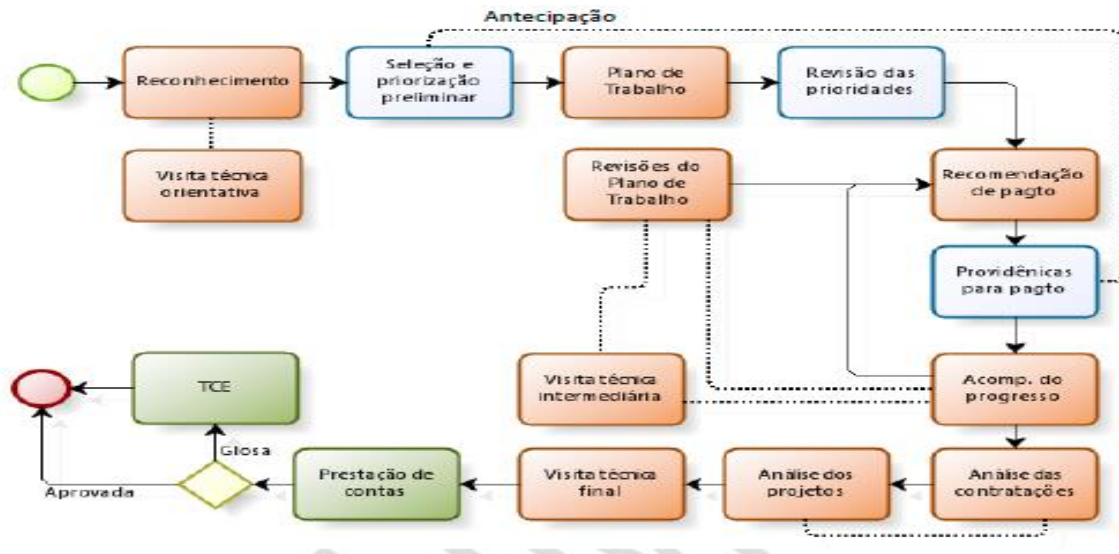 Antecipação
Reconhecimento
Seleção e
priorização
preliminar
Plano de
Trabalho
Revisão das
prioridades
Visita técnica
orientativa
Revisões do
Plano de
Trabalho
Recomendação
de pagto
Providênicas
para pagto
TCE
Visita técnica
intermediária
Acomp. do
progresso
Glosa
Aprovada
Prestação de
contas
Visita técnica
final
Análise dos
projetos
Análise das
contratações